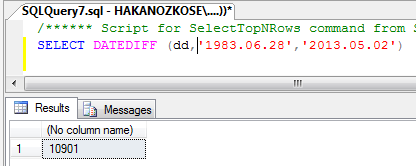 SQLQuery7.sql - HAKANOZKOSE\....))*
/****** Script for SelectTopNRows command from S
SELECT DATEDIFF (dd,'1983.06.28','2013.05.02')
Results Messages
(No column name)
1 10901